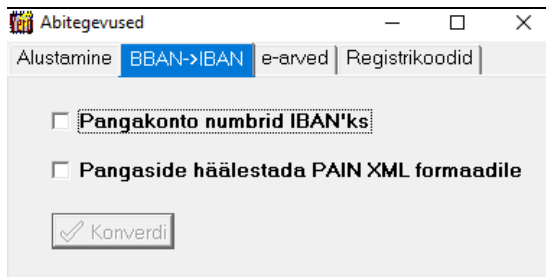 Abitegevused
Alustamine BBAN->IBAN e-arved Registrikoodid
Pangakonto numbrid IBAN'ks
Pangaside häälestada PAIN XML formaadile
Konverdi